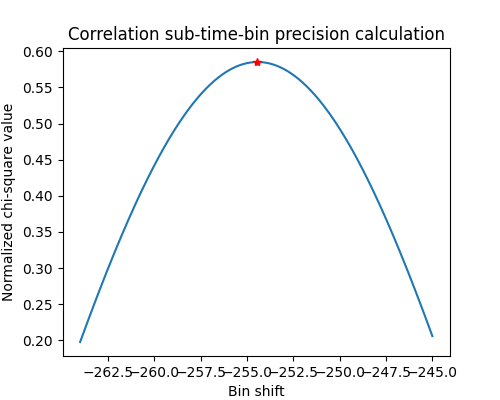 Correlation sub-time-bin precision calculation
0.60
0.55
0.50
0.45
0.40
0.35
0.30
0.25
0.20
Normalized chi-square value
−262.5 −260.0 −257.5 −255.0 −252.5 −250.0 −247.5 −245.0
Bin shift